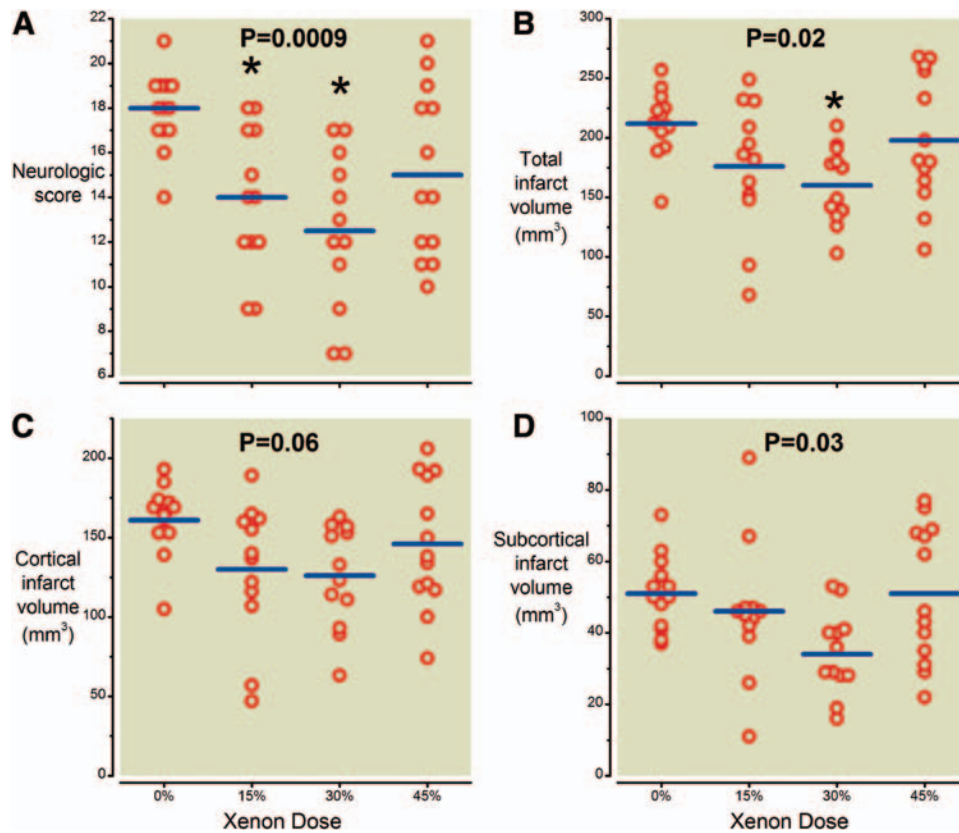 A
P=0.0009
* *
Neurologic
score
22
20
18
16
14
12
10
8
6
B
P=0.02
*
Total
infarct
volume
(mm³)
300
250
200
150
100
50
0
C
P=0.06
Cortical
infarct
volume
(mm³)
200
150
100
50
0
0% 15% 30% 45%
Xenon Dose
D
P=0.03
Subcortical
infarct
volume
(mm³)
100
80
60
40
20
0
0% 15% 30% 45%
Xenon Dose